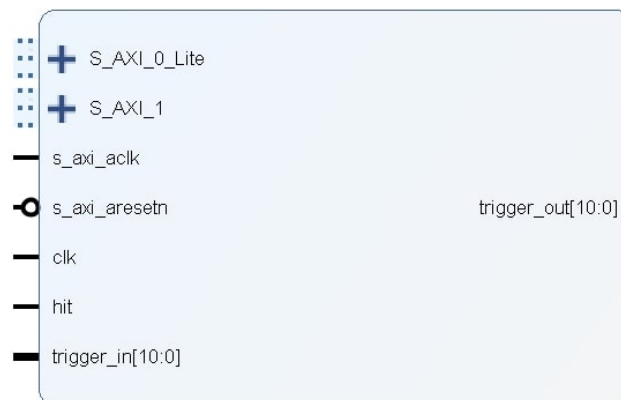 S_AXI_0_Lite
S_AXI_1
s_axi_aclk
s_axi_aresetn
trigger_out[10:0]
clk
hit
trigger_in[10:0]